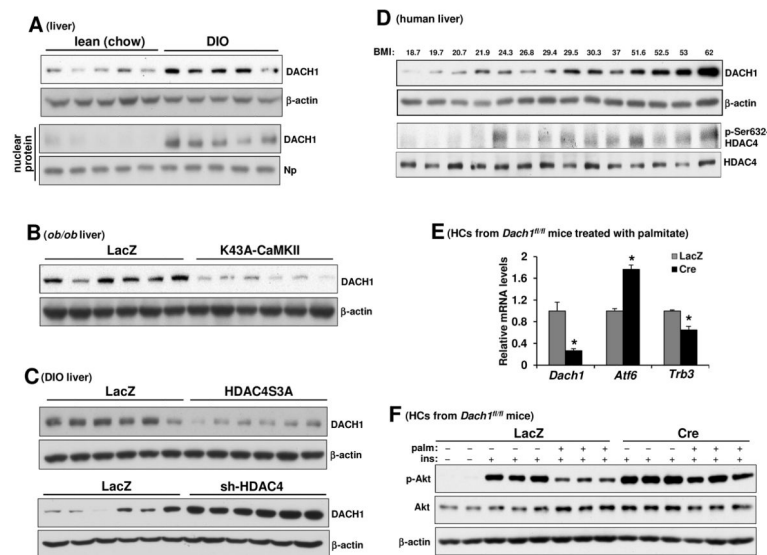 A (liver)
lean (chow) DIO
DACH1
β-actin
nuclear protein
DACH1
Np
B (ob/ob liver)
LacZ K43A-CaMKII
DACH1
β-actin
C (DIO liver)
LacZ HDAC4S3A
DACH1
β-actin
LacZ sh-HDAC4
DACH1
β-actin
D (human liver)
BMI: 18.7 19.7 20.7 21.9 24.3 26.8 29.4 29.5 30.3 37 51.6 52.5 53 62
DACH1
β-actin
p-Ser632-
HDAC4
HDAC4
E (HCs from Dach1fl/fl mice treated with palmitate)
LacZ
Cre
Relative mRNA levels
2
1.6
1.2
0.8
0.4
0
* * *
Dach1 Atf6 Trb3
F (HCs from Dach1fl/fl mice)
LacZ Cre
palm: - - - - - + + + - - - + + +
ins: - - + + + + + + + + + + + +
p-Akt
Akt
β-actin